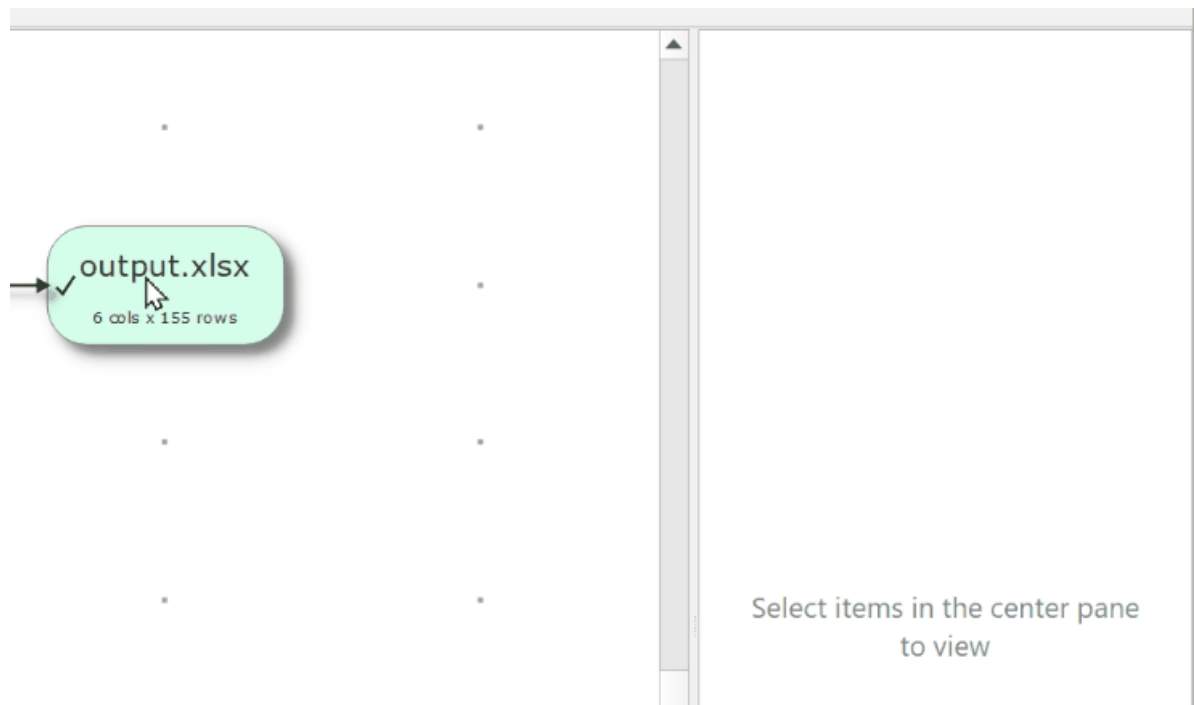 output.xlsx
6 cols x 155 rows
Select items in the center pane
to view